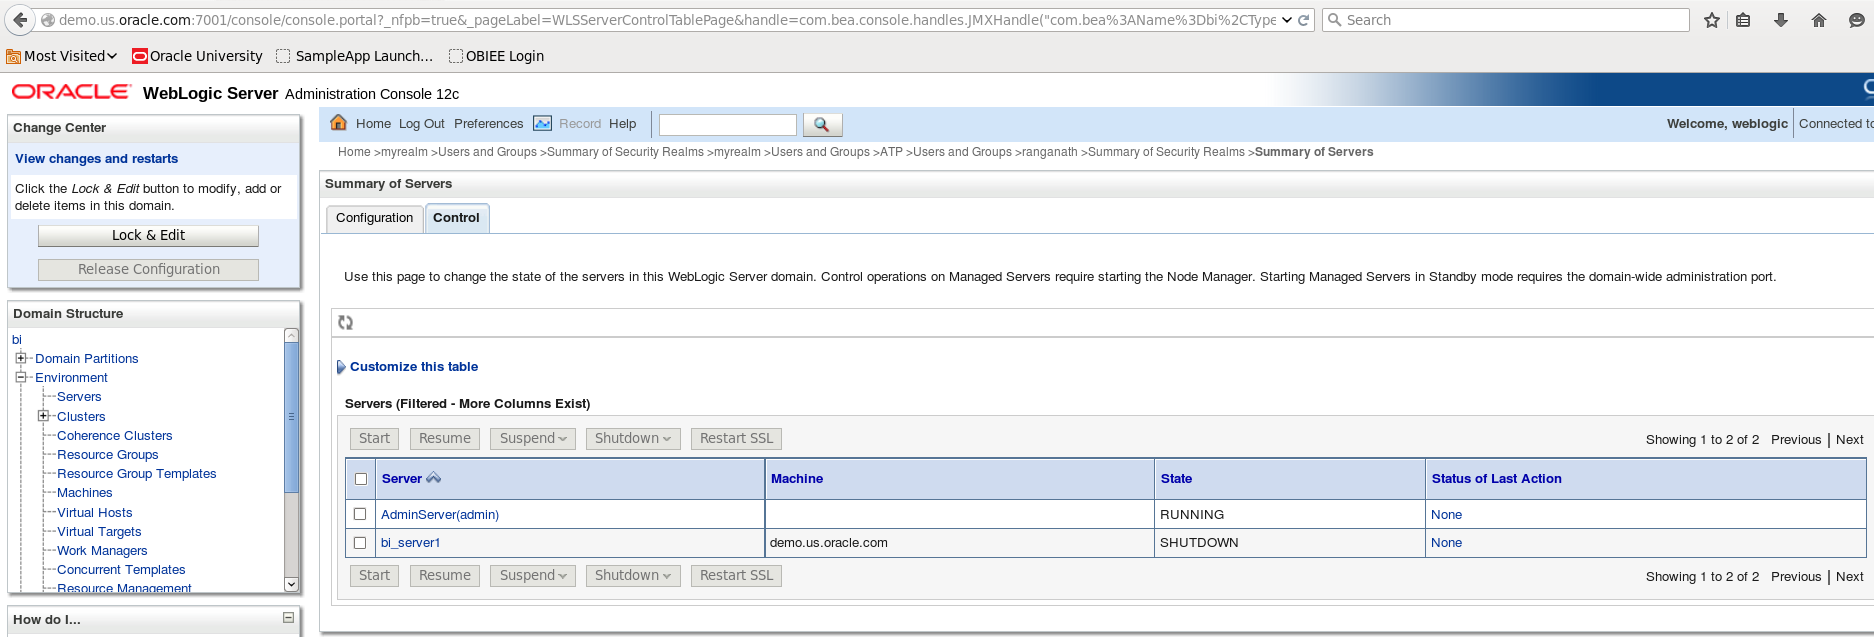 demo.us.oracle.com:7001/console/console.portal?_nfpb=true&_pageLabel=WLSServerControlTablePage&handle=com.bea.console.handles.JMXHandle("com.bea%3AName%3Dbi%2CType
Search
Most Visited
Oracle University
SampleApp Launch...
OBIEE Login
ORACLE WebLogic Server Administration Console 12c
Change Center
View changes and restarts
Click the Lock & Edit button to modify, add or
delete items in this domain.
Lock & Edit
Release Configuration
Domain Structure
bi
Domain Partitions
Environment
Servers
Clusters
Coherence Clusters
Resource Groups
Resource Group Templates
Machines
Virtual Hosts
Virtual Targets
Work Managers
Concurrent Templates
Resource Management
How do I...
Home Log Out Preferences Record Help
Welcome, weblogic Connected to
Home >myrealm >Users and Groups >Summary of Security Realms >myrealm >Users and Groups >ATP >Users and Groups >ranganath >Summary of Security Realms >Summary of Servers
Summary of Servers
Configuration Control
Use this page to change the state of the servers in this WebLogic Server domain. Control operations on Managed Servers require starting the Node Manager. Starting Managed Servers in Standby mode requires the domain-wide administration port.
Customize this table
Servers (Filtered - More Columns Exist)
Start Resume Suspend Shutdown Restart SSL Showing 1 to 2 of 2 Previous | Next
Server Machine State Status of Last Action
AdminServer(admin) RUNNING None
bi_server1 demo.us.oracle.com SHUTDOWN None
Start Resume Suspend Shutdown Restart SSL Showing 1 to 2 of 2 Previous | Next